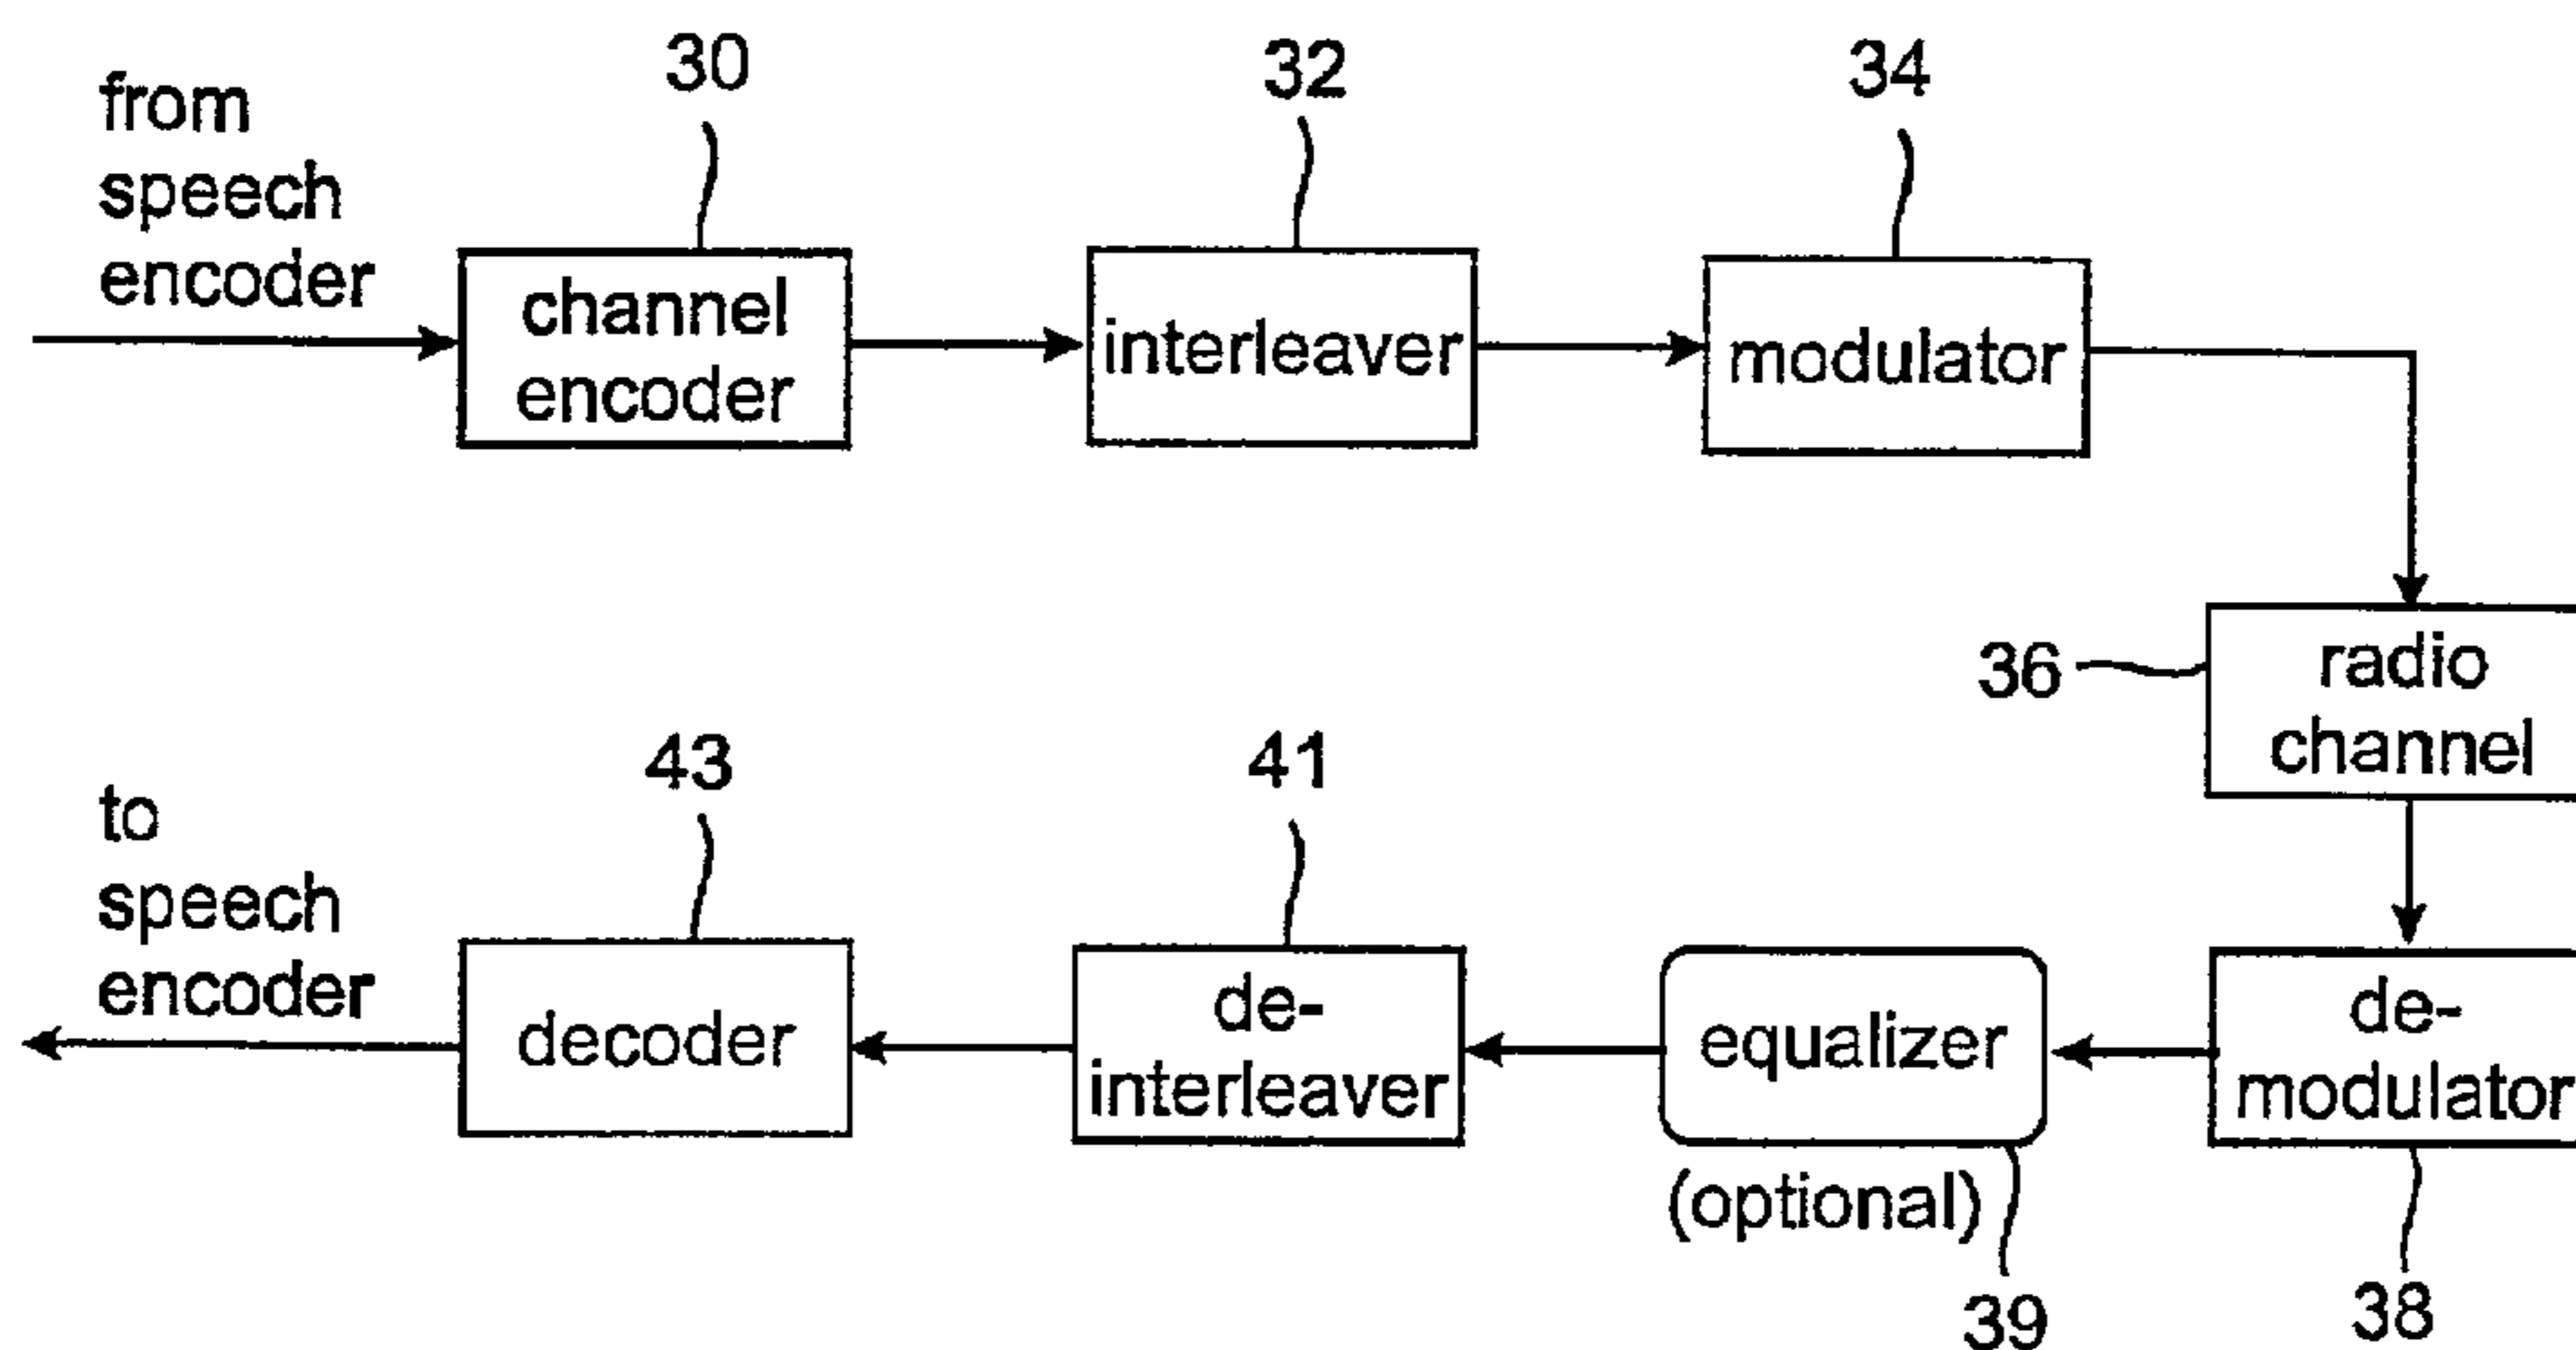 30
32
34
from
speech
encoder
channel
encoder
interleaver
modulator
36
radio
channel
43
41
to
speech
encoder
decoder
de-
interleaver
equalizer
(optional)
de-
modulator
39
38